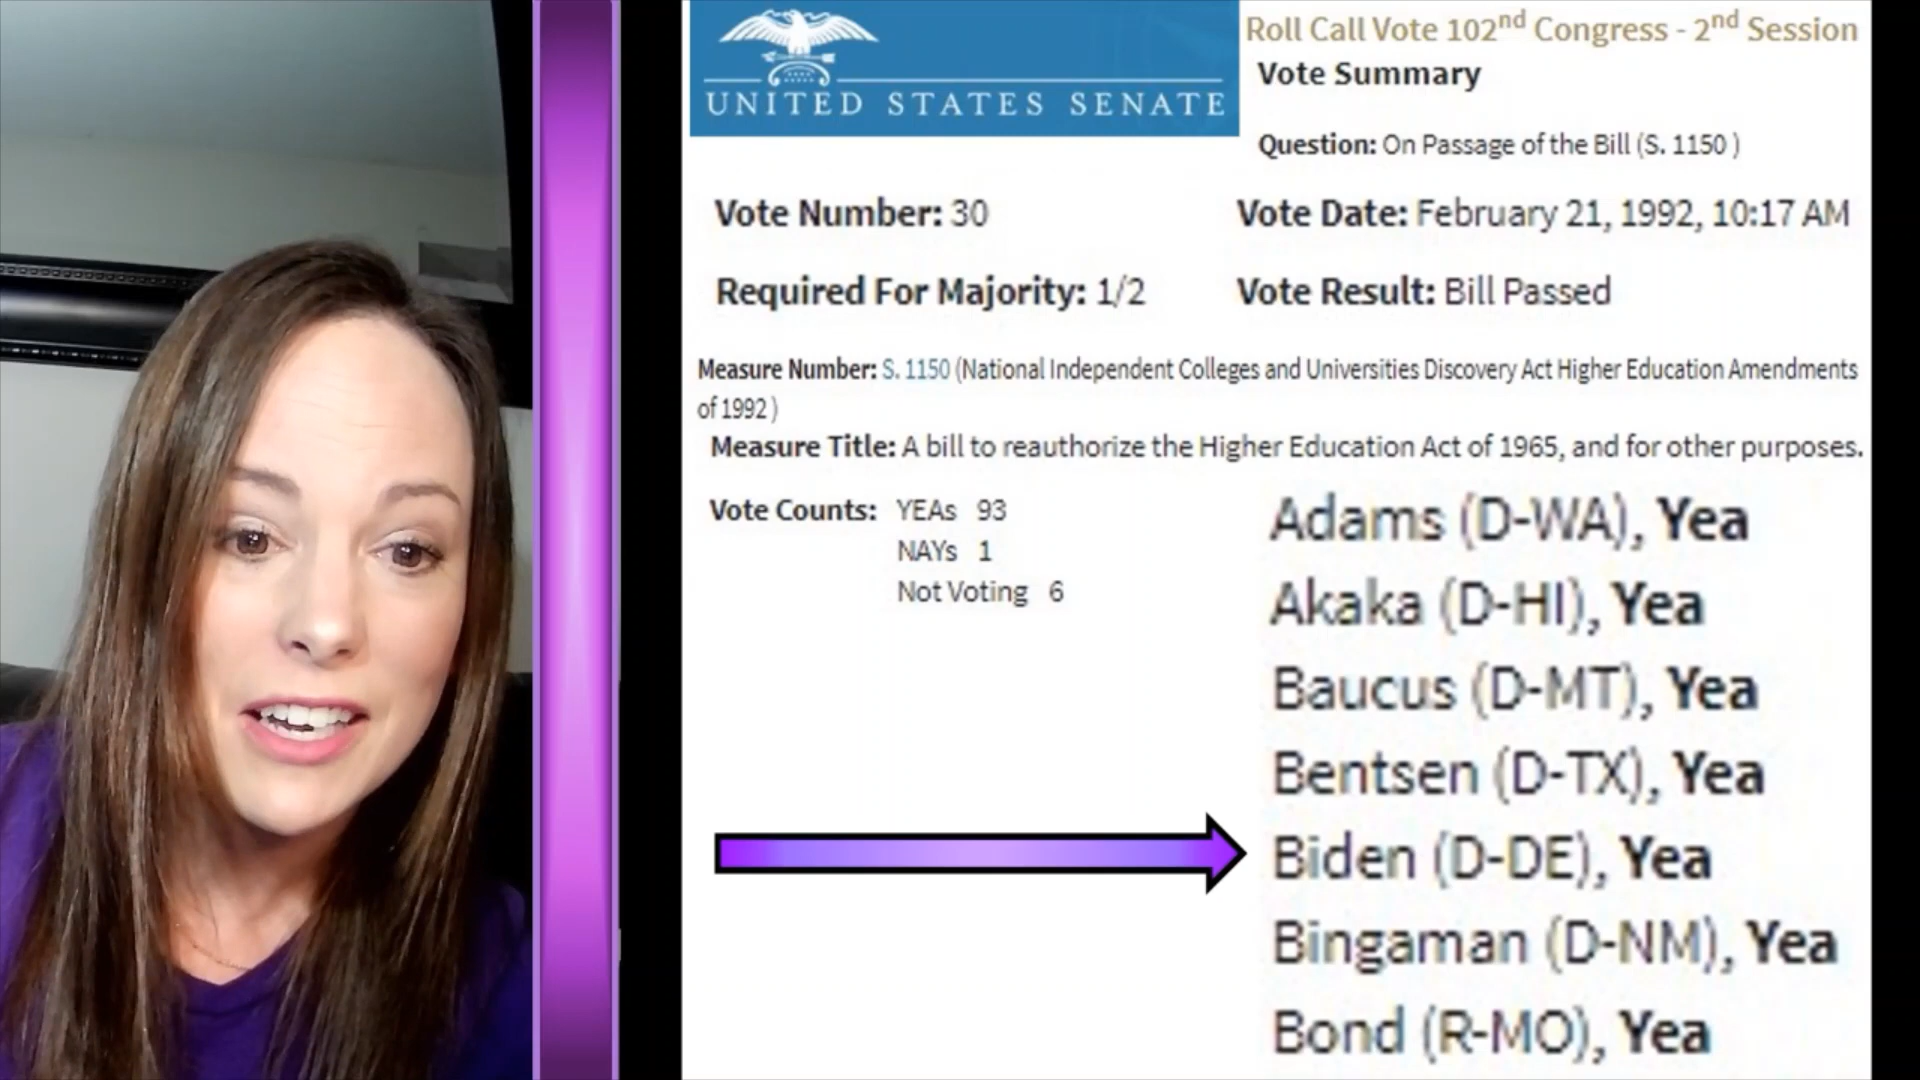 UNITED STATES SENATE
Roll Call Vote 102nd Congress - 2nd Session
Vote Summary
Question: On Passage of the Bill (S. 1150 )
Vote Number: 30
Vote Date: February 21, 1992, 10:17 AM
Required For Majority: 1/2
Vote Result: Bill Passed
Measure Number: S. 1150 (National Independent Colleges and Universities Discovery Act Higher Education Amendments
of 1992 )
Measure Title: A bill to reauthorize the Higher Education Act of 1965, and for other purposes.
Vote Counts: YEAs 93
NAYs 1
Not Voting 6
Adams (D-WA), Yea
Akaka (D-HI), Yea
Baucus (D-MT), Yea
Bentsen (D-TX), Yea
Biden (D-DE), Yea
Bingaman (D-NM), Yea
Bond (R-MO), Yea